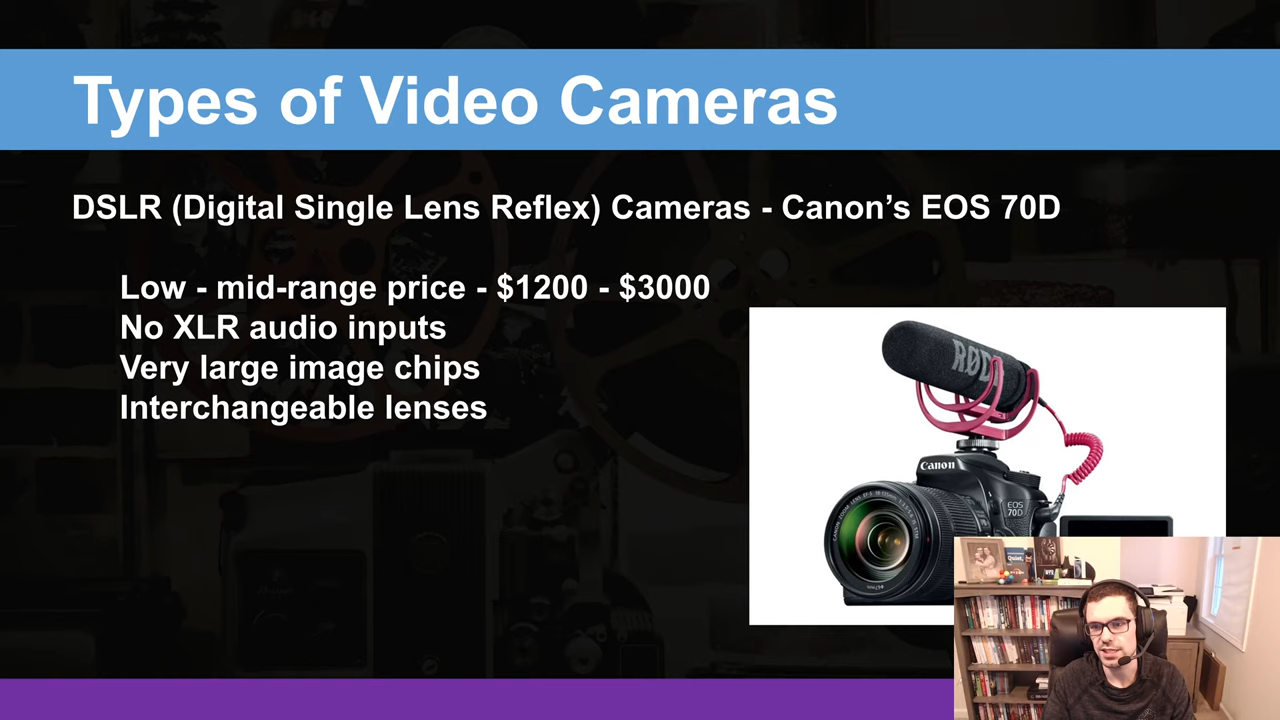 Types of Video Cameras
DSLR (Digital Single Lens Reflex) Cameras - Canon’s EOS 70D
Low - mid-range price - $1200 - $3000
No XLR audio inputs
Very large image chips
Interchangeable lenses
RØDE
Canon
EOS
70D
Quiet,